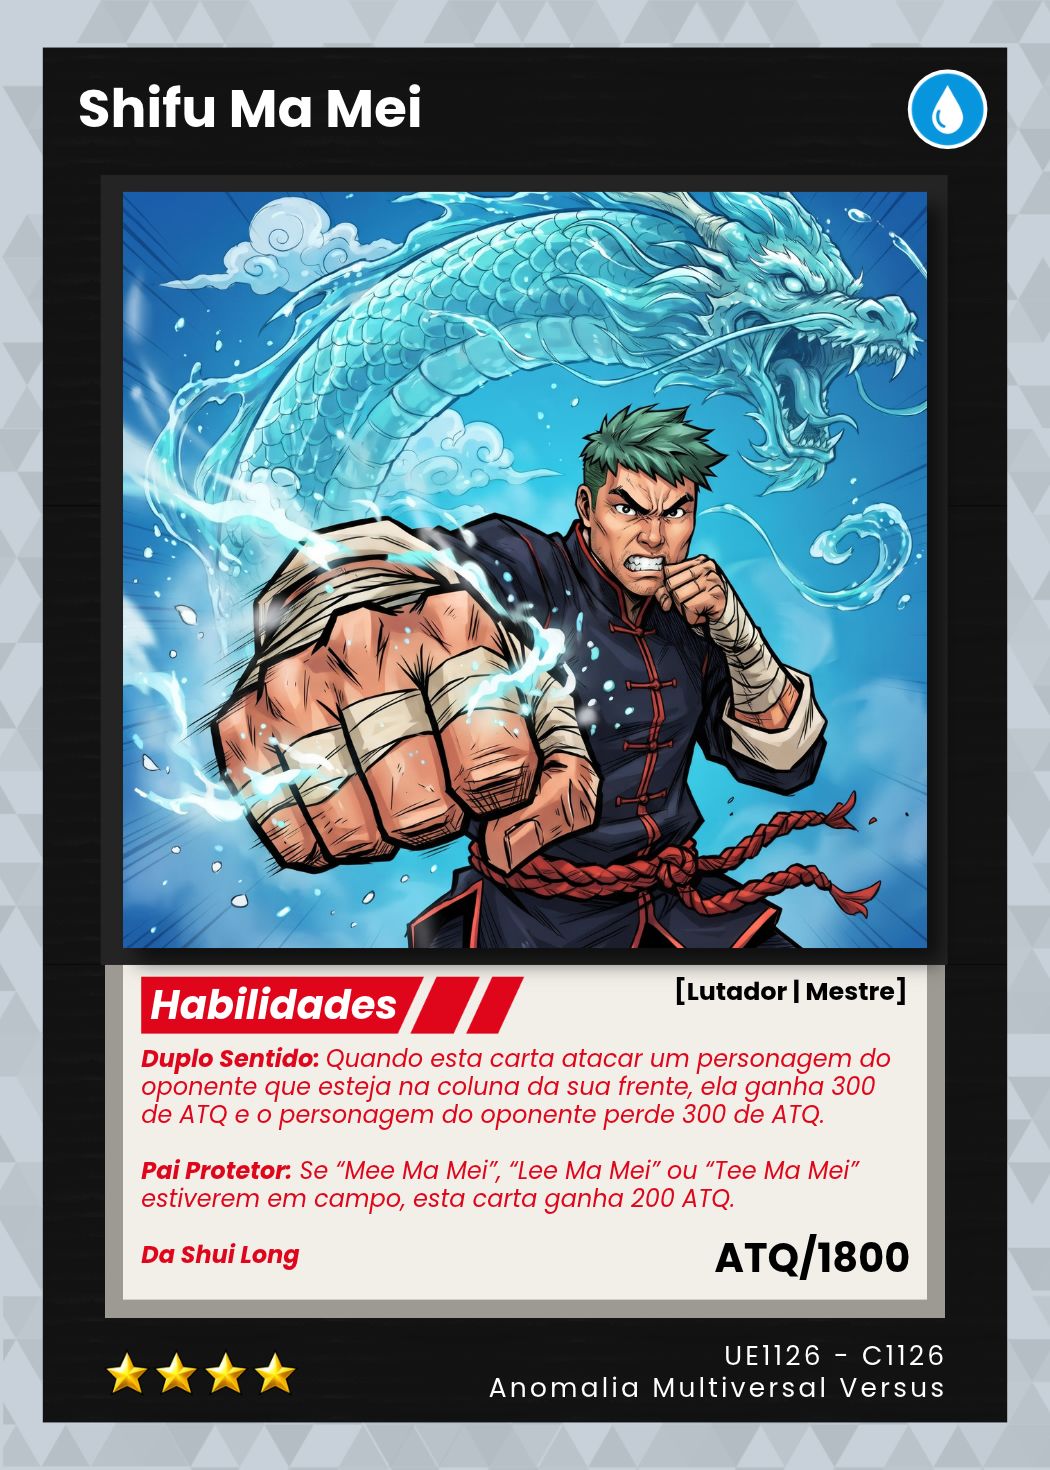 Shifu Ma Mei
Habilidades
[Lutador | Mestre]
Duplo Sentido: Quando esta carta atacar um personagem do
oponente que esteja na coluna da sua frente, ela ganha 300
de ATQ e o personagem do oponente perde 300 de ATQ.
Pai Protetor: Se “Mee Ma Mei”, “Lee Ma Mei” ou “Tee Ma Mei”
estiverem em campo, esta carta ganha 200 ATQ.
Da Shui Long
ATQ/1800
UE1126 - C1126
Anomalia Multiversal Versus